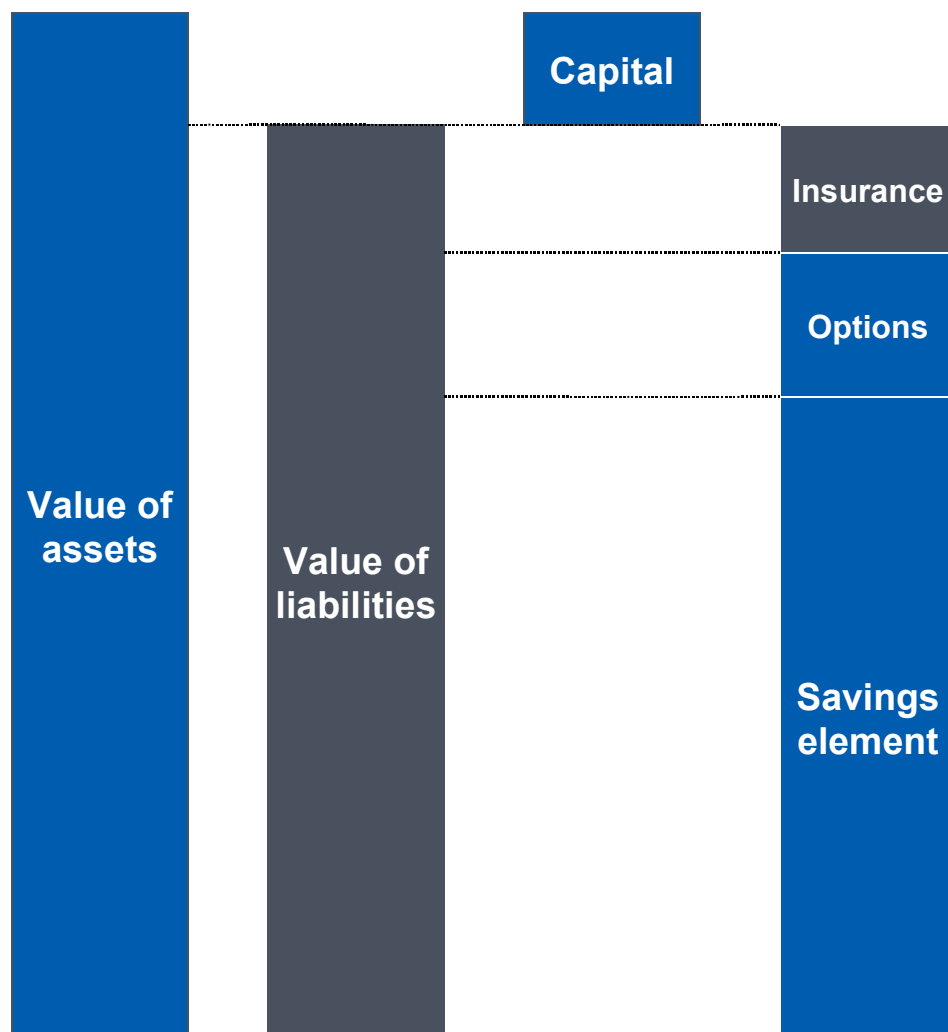 Capital
Insurance
Options
Value of
assets
Value of
liabilities
Savings
element